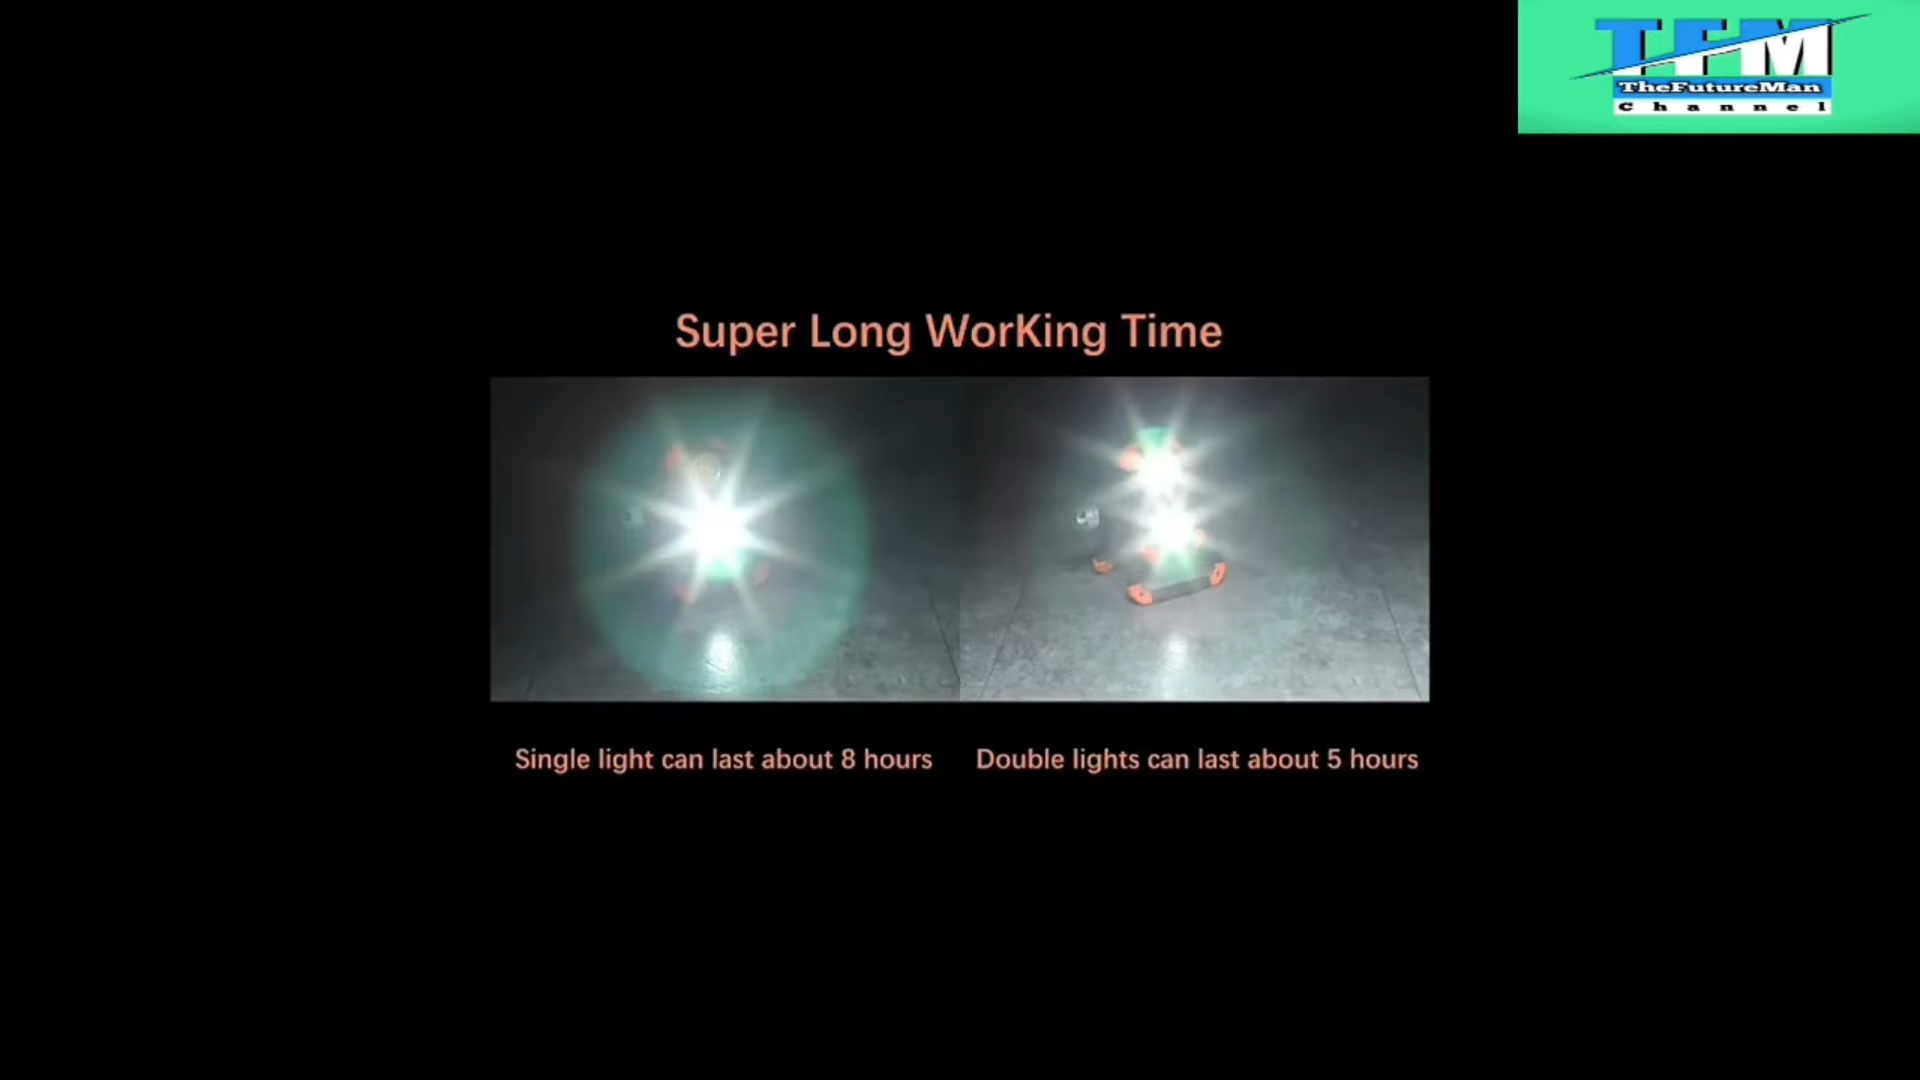 TFM
TheFutureMan
Channel
Super Long WorKing Time
Single light can last about 8 hours
Double lights can last about 5 hours